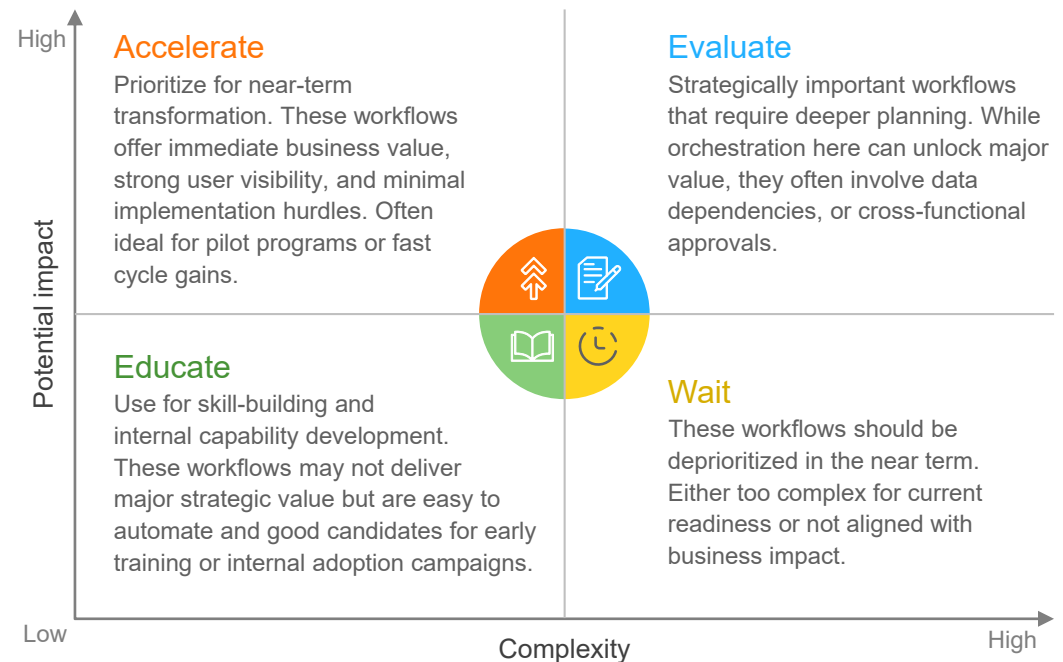 High
Accelerate
Prioritize for near-term
transformation. These workflows
offer immediate business value,
strong user visibility, and minimal
implementation hurdles. Often
ideal for pilot programs or fast
cycle gains.
Evaluate
Strategically important workflows
that require deeper planning. While
orchestration here can unlock major
value, they often involve data
dependencies, or cross-functional
approvals.
Potential impact
Educate
Use for skill-building and
internal capability development.
These workflows may not deliver
major strategic value but are easy to
automate and good candidates for early
training or internal adoption campaigns.
Wait
These workflows should be
deprioritized in the near term.
Either too complex for current
readiness or not aligned with
business impact.
Low
Complexity
High